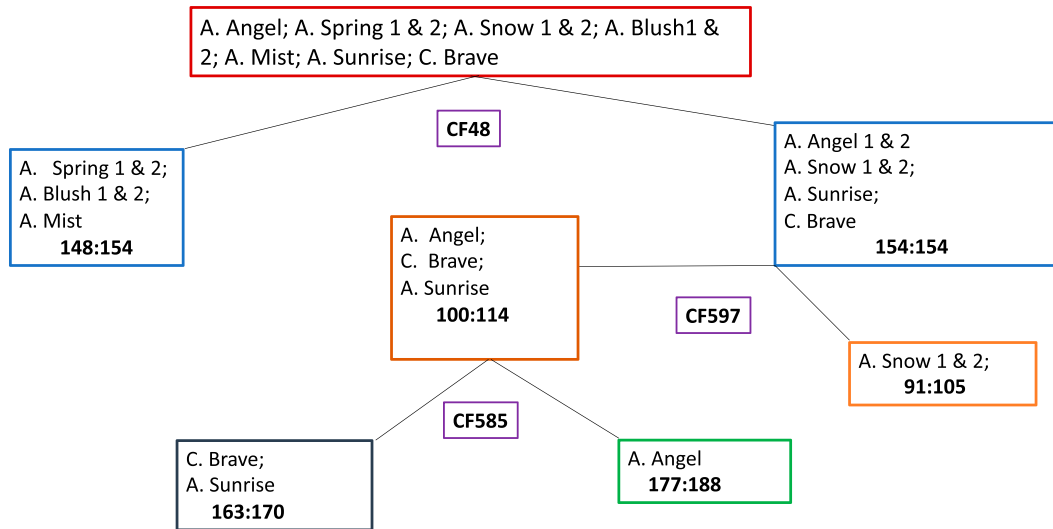 A. Angel; A. Spring 1 & 2; A. Snow 1 & 2; A. Blush1 &
2; A. Mist; A. Sunrise; C. Brave
CF48
A. Spring 1 & 2;
A. Blush 1 & 2;
A. Mist
148:154
A. Angel 1 & 2
A. Snow 1 & 2;
A. Sunrise;
C. Brave
154:154
A. Angel;
C. Brave;
A. Sunrise
100:114
CF597
A. Snow 1 & 2;
91:105
CF585
C. Brave;
A. Sunrise
163:170
A. Angel
177:188